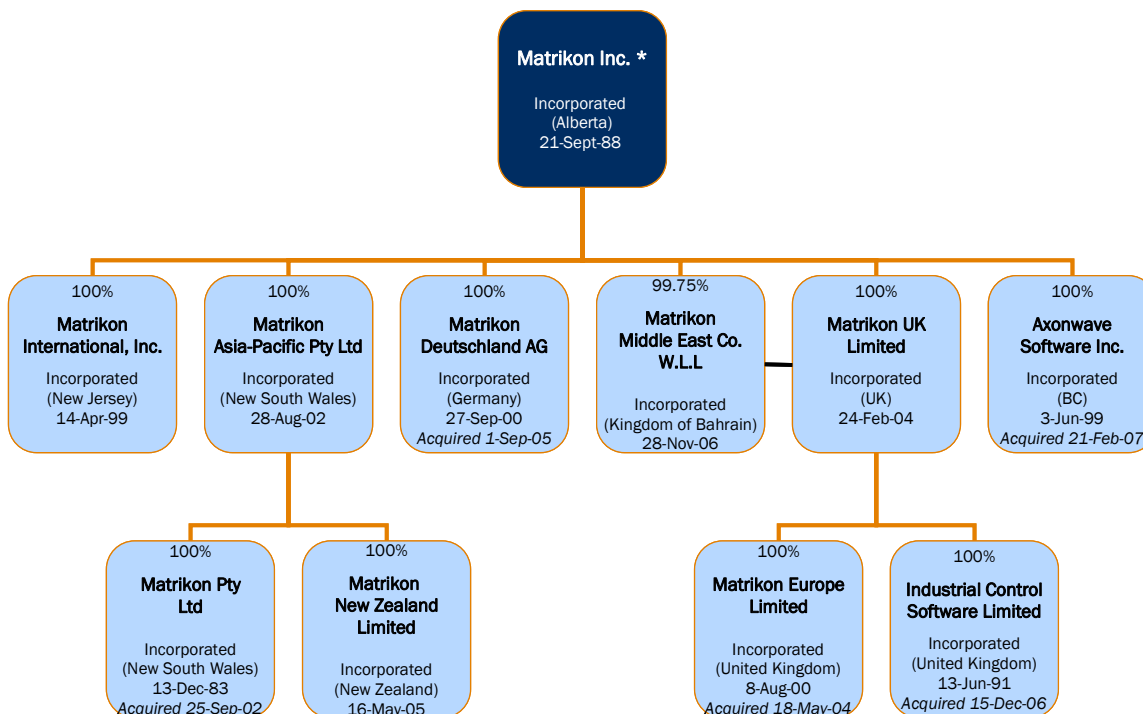 Matrikon Inc. *
Incorporated
(Alberta)
21-Sept-88
100%
Matrikon
International, Inc.
Incorporated
(New Jersey)
14-Apr-99
100%
Matrikon
Asia-Pacific Pty Ltd
Incorporated
(New South Wales)
28-Aug-02
100%
Matrikon
Deutschland AG
Incorporated
(Germany)
27-Sep-00
Acquired 1-Sep-05
99.75%
Matrikon
Middle East Co.
W.L.L
Incorporated
(Kingdom of Bahrain)
28-Nov-06
100%
Matrikon UK
Limited
Incorporated
(UK)
24-Feb-04
100%
Axonwave
Software Inc.
Incorporated
(BC)
3-Jun-99
Acquired 21-Feb-07
100%
Matrikon Pty
Ltd
Incorporated
(New South Wales)
13-Dec-83
Acquired 25-Sep-02
100%
Matrikon
New Zealand
Limited
Incorporated
(New Zealand)
16-May-05
100%
Matrikon Europe
Limited
Incorporated
(United Kingdom)
8-Aug-00
Acquired 18-May-04
100%
Industrial Control
Software Limited
Incorporated
(United Kingdom)
13-Jun-91
Acquired 15-Dec-06